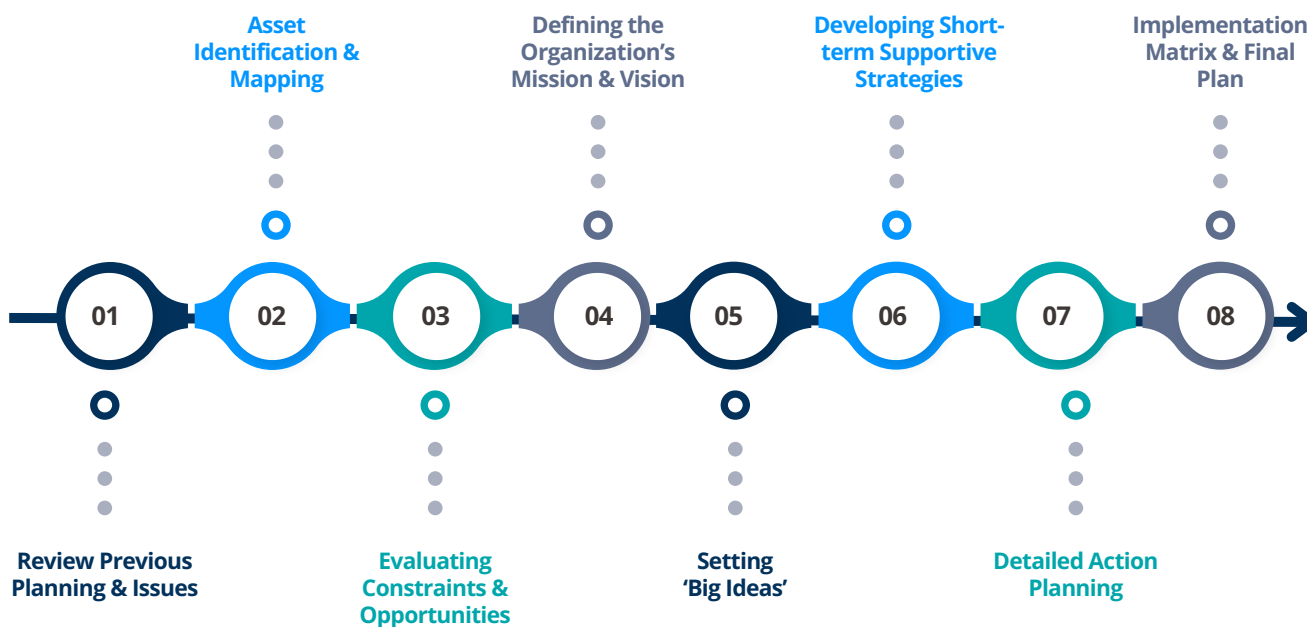 Asset
Identification &
Mapping
Defining the
Organization’s
Mission & Vision
Developing Short-
term Supportive
Strategies
Implementation
Matrix & Final
Plan
01
02
03
04
05
06
07
08
Review Previous
Planning & Issues
Evaluating
Constraints &
Opportunities
Setting
‘Big Ideas’
Detailed Action
Planning